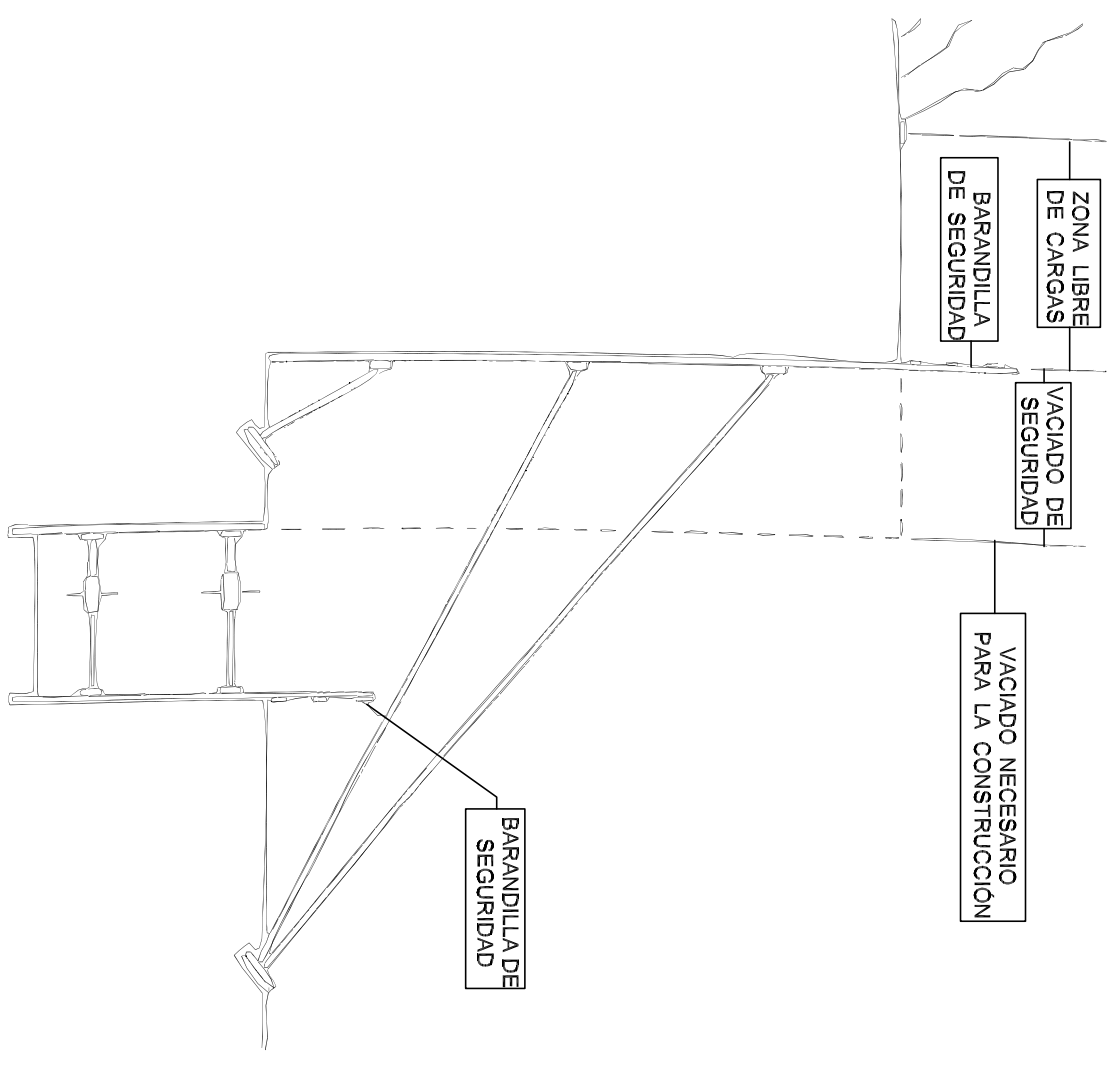 ZONA LIBRE
DE CARGAS
BARANDILLA
DE SEGURIDAD
VACIADO DE
SEGURIDAD
VACIADO NECESARIO
PARA LA CONSTRUCCIÓN
BARANDILLA DE
SEGURIDAD